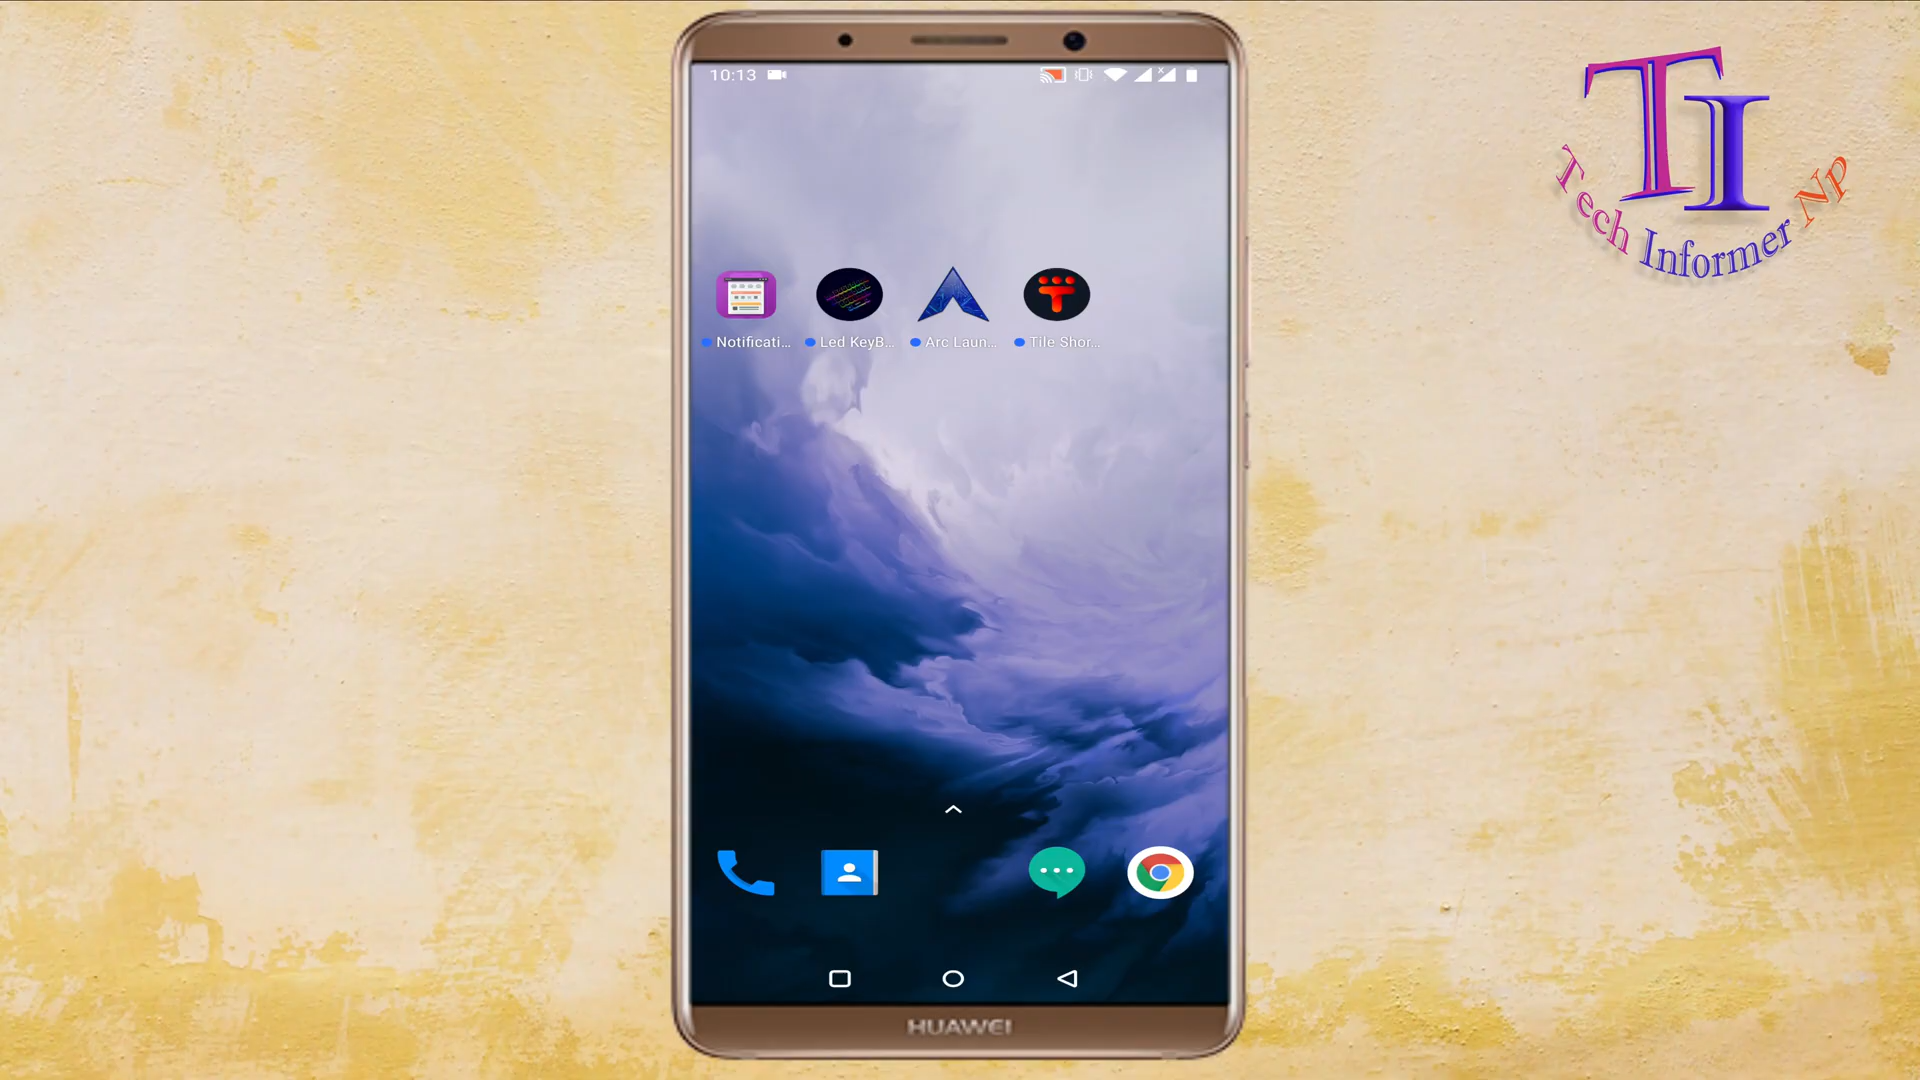 10:13
TI
Tech Informer Np
Notificati...
Led KeyB...
Arc Laun...
Tile Shor...
HUAWEI